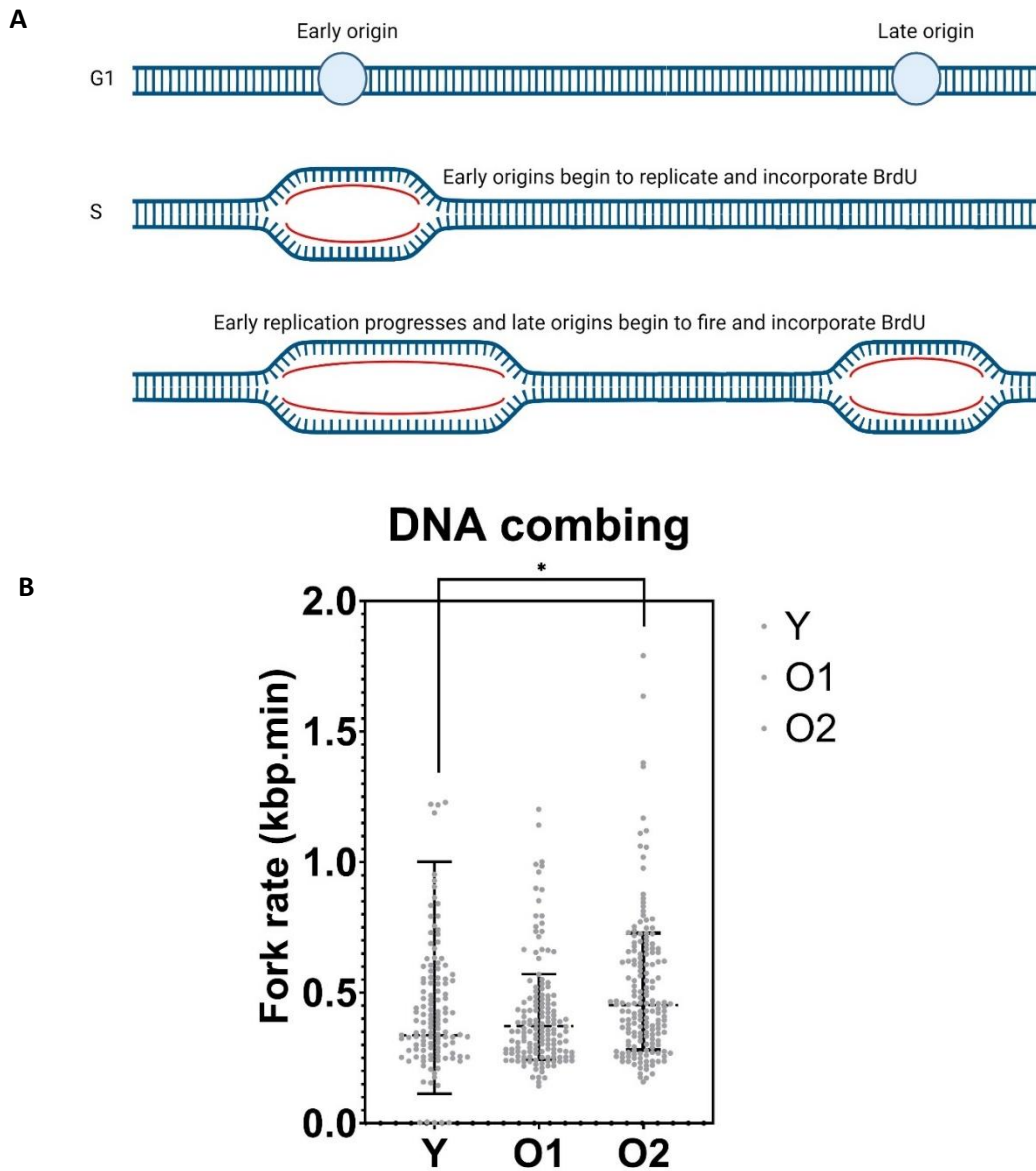 A
Early origin Late origin
G1
Early origins begin to replicate and incorporate BrdU
S
Early replication progresses and late origins begin to fire and incorporate BrdU
DNA combing
B
*
2.0
1.5
1.0
0.5
0.0
Fork rate (kbp.min)
Y O1 O2
Y
O1
O2